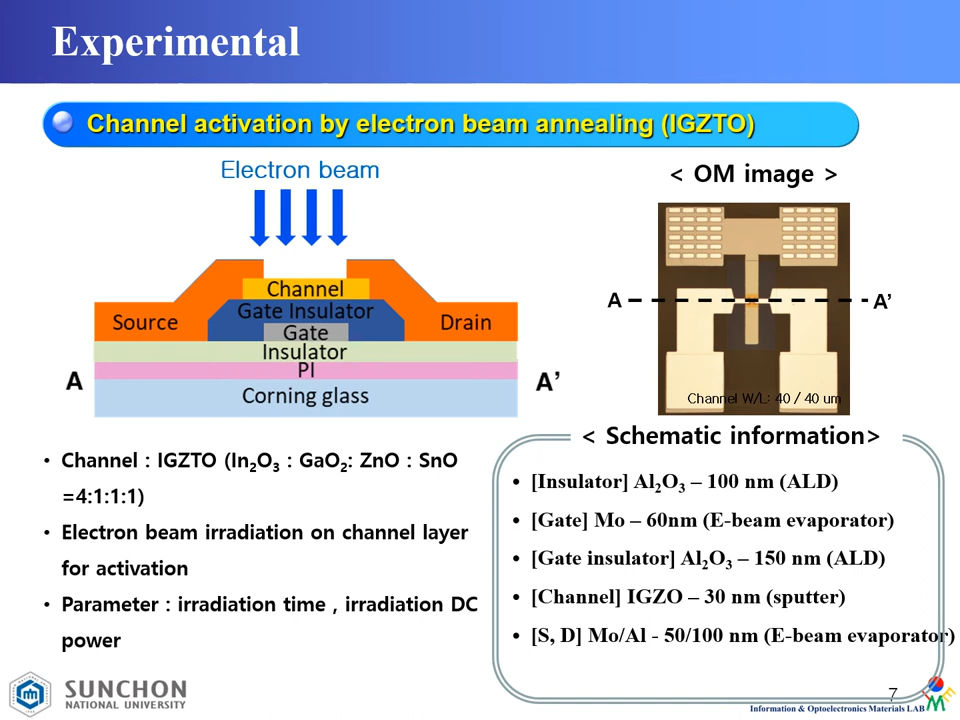 Experimental
Channel activation by electron beam annealing (IGZTO)
Electron beam
Channel
Gate Insulator
Source
Gate
Drain
Insulator
PI
A
A’
Corning glass
< OM image >
A
A’
Channel W/L: 40 / 40 um
• Channel : IGZTO (In₂O₃ : GaO₂: ZnO : SnO
=4:1:1:1)
• Electron beam irradiation on channel layer
for activation
• Parameter : irradiation time , irradiation DC
power
< Schematic information>
• [Insulator] Al₂O₃ – 100 nm (ALD)
• [Gate] Mo – 60nm (E-beam evaporator)
• [Gate insulator] Al₂O₃ – 150 nm (ALD)
• [Channel] IGZO – 30 nm (sputter)
• [S, D] Mo/Al - 50/100 nm (E-beam evaporator)
SUNCHON
NATIONAL UNIVERSITY
7
Information & Optoelectronics Materials LAB